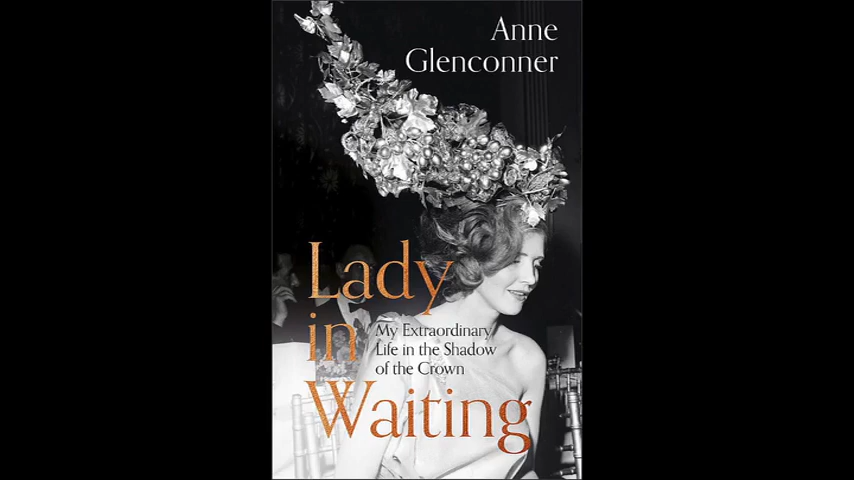 Anne
Glenconner
Lady
in
My Extraordinary
Life in the Shadow
of the Crown
Waiting